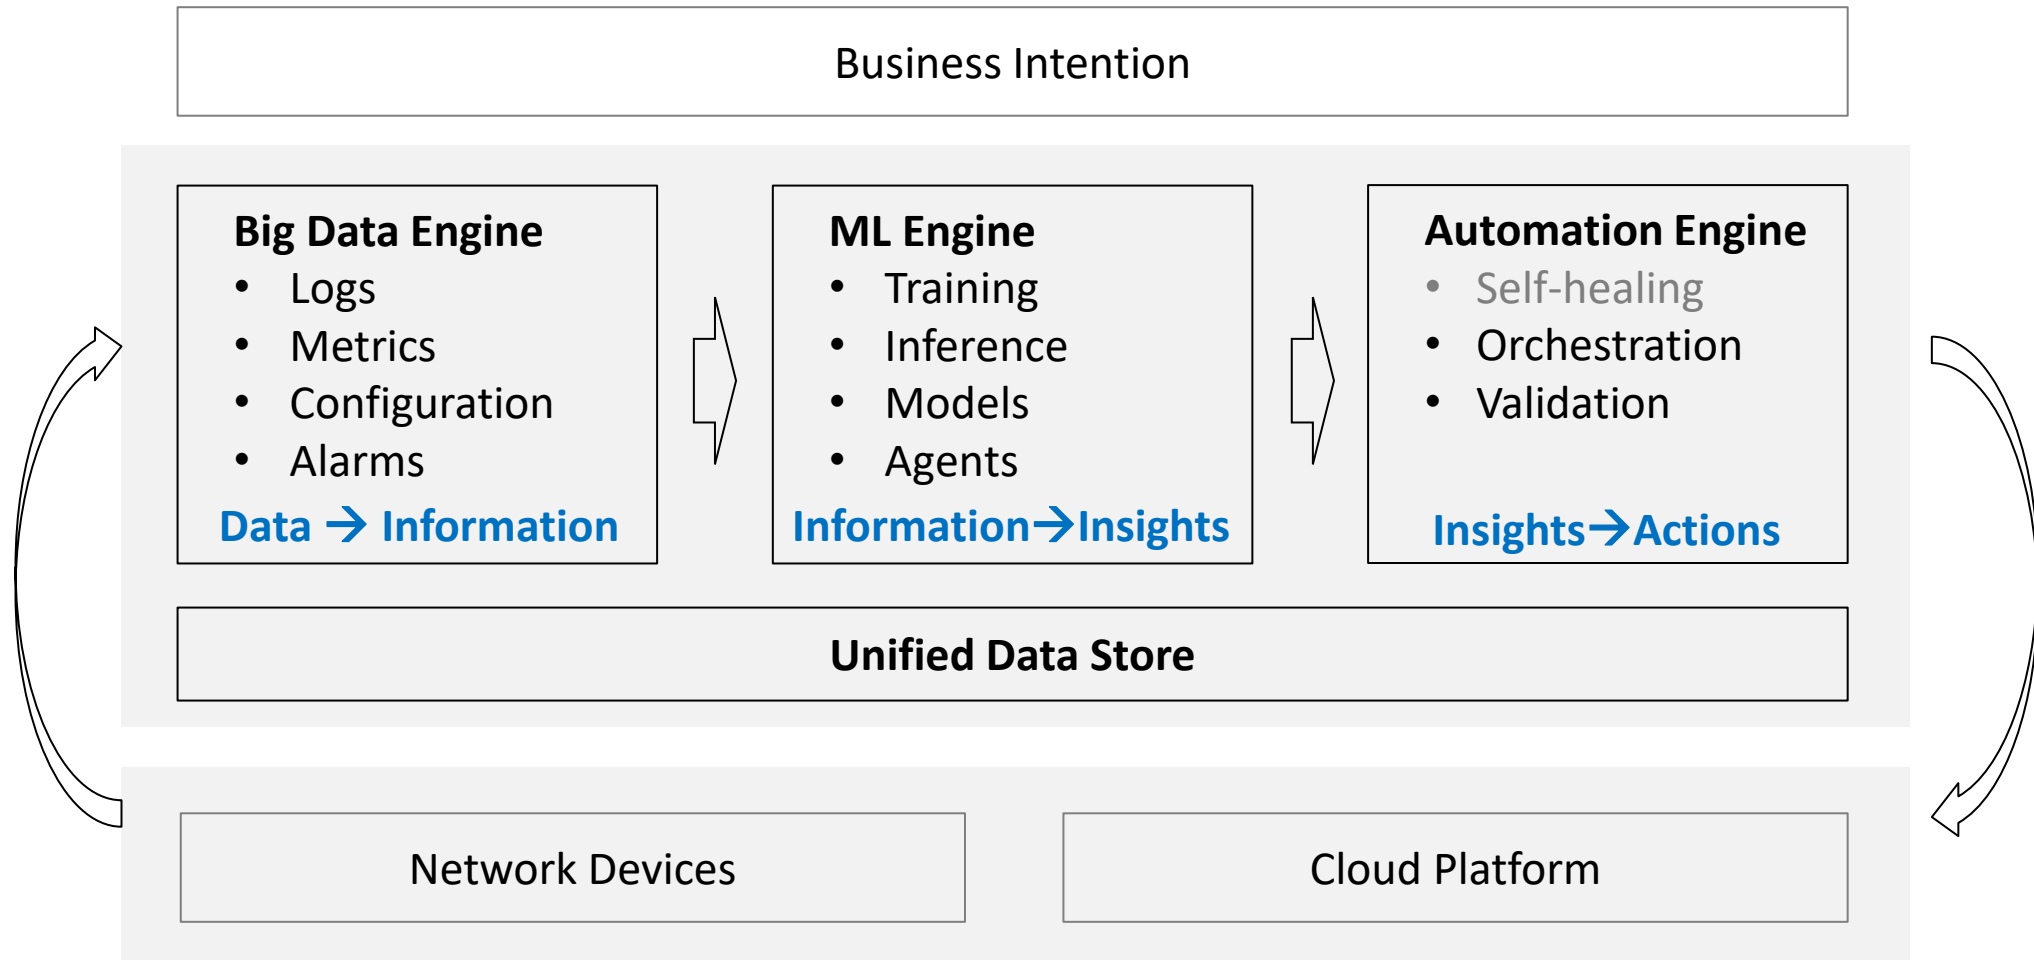 Business Intention
Big Data Engine
• Logs
• Metrics
• Configuration
• Alarms
Data → Information
ML Engine
• Training
• Inference
• Models
• Agents
Information→Insights
Automation Engine
• Self-healing
• Orchestration
• Validation
Insights→Actions
Unified Data Store
Network Devices
Cloud Platform